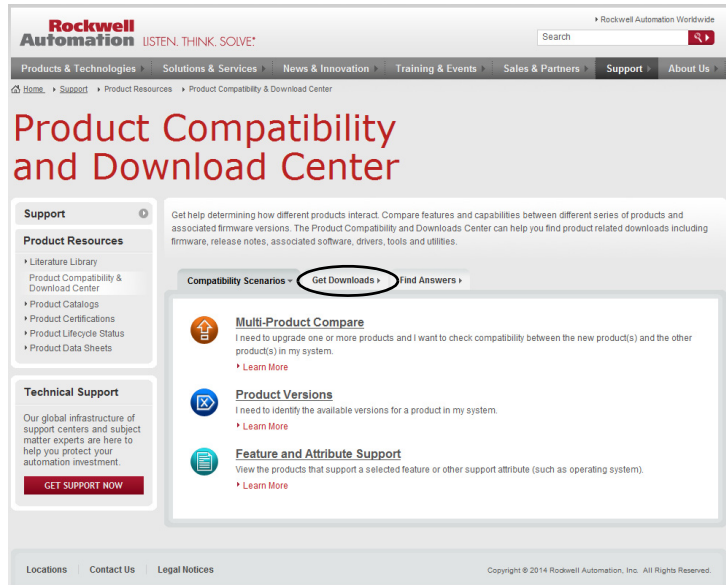 Rockwell
Automation LISTEN. THINK. SOLVE.®
Rockwell Automation Worldwide
Search
Products & Technologies Solutions & Services News & Innovation Training & Events Sales & Partners Support About Us
Home Support Product Resources Product Compatibility & Download Center
Product Compatibility
and Download Center
Support
Product Resources
Literature Library
Product Compatibility &
Download Center
Product Catalogs
Product Certifications
Product Lifecycle Status
Product Data Sheets
Technical Support
Our global infrastructure of
support centers and subject
matter experts are here to
help you protect your
automation investment.
GET SUPPORT NOW
Get help determining how different products interact. Compare features and capabilities between different series of products and
associated firmware versions. The Product Compatibility and Downloads Center can help you find product related downloads including
firmware, release notes, associated software, drivers, tools and utilities.
Compatibility Scenarios Get Downloads Find Answers
Multi-Product Compare
I need to upgrade one or more products and I want to check compatibility between the new product(s) and the other
product(s) in my system.
Learn More
Product Versions
I need to identify the available versions for a product in my system.
Learn More
Feature and Attribute Support
View the products that support a selected feature or other support attribute (such as operating system).
Learn More
Locations Contact Us Legal Notices
Copyright © 2014 Rockwell Automation, Inc. All Rights Reserved.